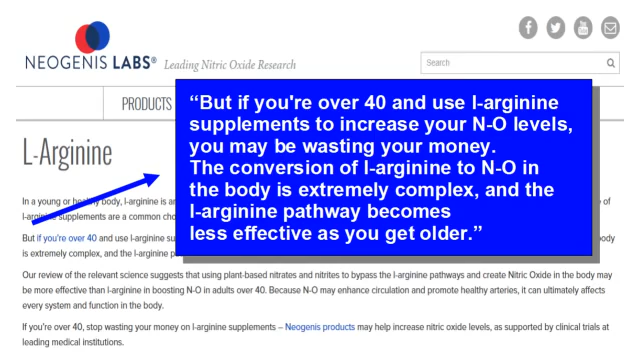 NEOGENIS LABS® Leading Nitric Oxide Research
Search
PRODUCTS
L-Arginine
“But if you're over 40 and use l-arginine
supplements to increase your N-O levels,
you may be wasting your money.
The conversion of l-arginine to N-O in
the body is extremely complex, and the
l-arginine pathway becomes
less effective as you get older.”
In a young or healthy body, l-arginine is
of
l-arginine supplements are a common
But if you're over 40 and use l-arginine
body
is extremely complex, and the l-arginine
Our review of the relevant science suggests that using plant-based nitrates and nitrites to bypass the l-arginine pathways and create Nitric Oxide in the body may
be more effective than l-arginine in boosting N-O in adults over 40. Because N-O may enhance circulation and promote healthy arteries, it can ultimately affects
every system and function in the body.
If you're over 40, stop wasting your money on l-arginine supplements – Neogenis products may help increase nitric oxide levels, as supported by clinical trials at
leading medical institutions.